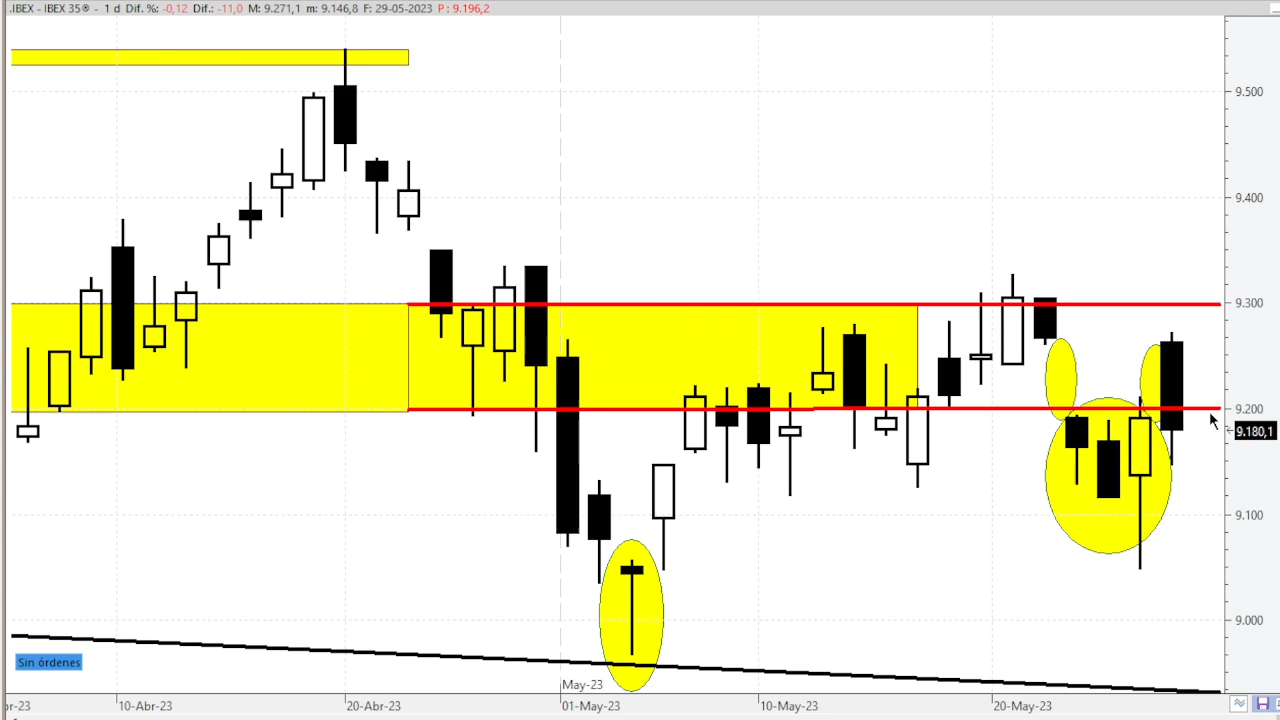 .IBEX - IBEX 35® - 1 d Dif. %: -0,12 Dif.: -11,0 M: 9.271,1 m: 9.146,8 F: 29-05-2023 P : 9.196,2
9.500
9.400
9.300
9.200
9.180,1
9.100
9.000
Sin órdenes
May-23
pr-23 10-Abr-23 20-Abr-23 01-May-23 10-May-23 20-May-23